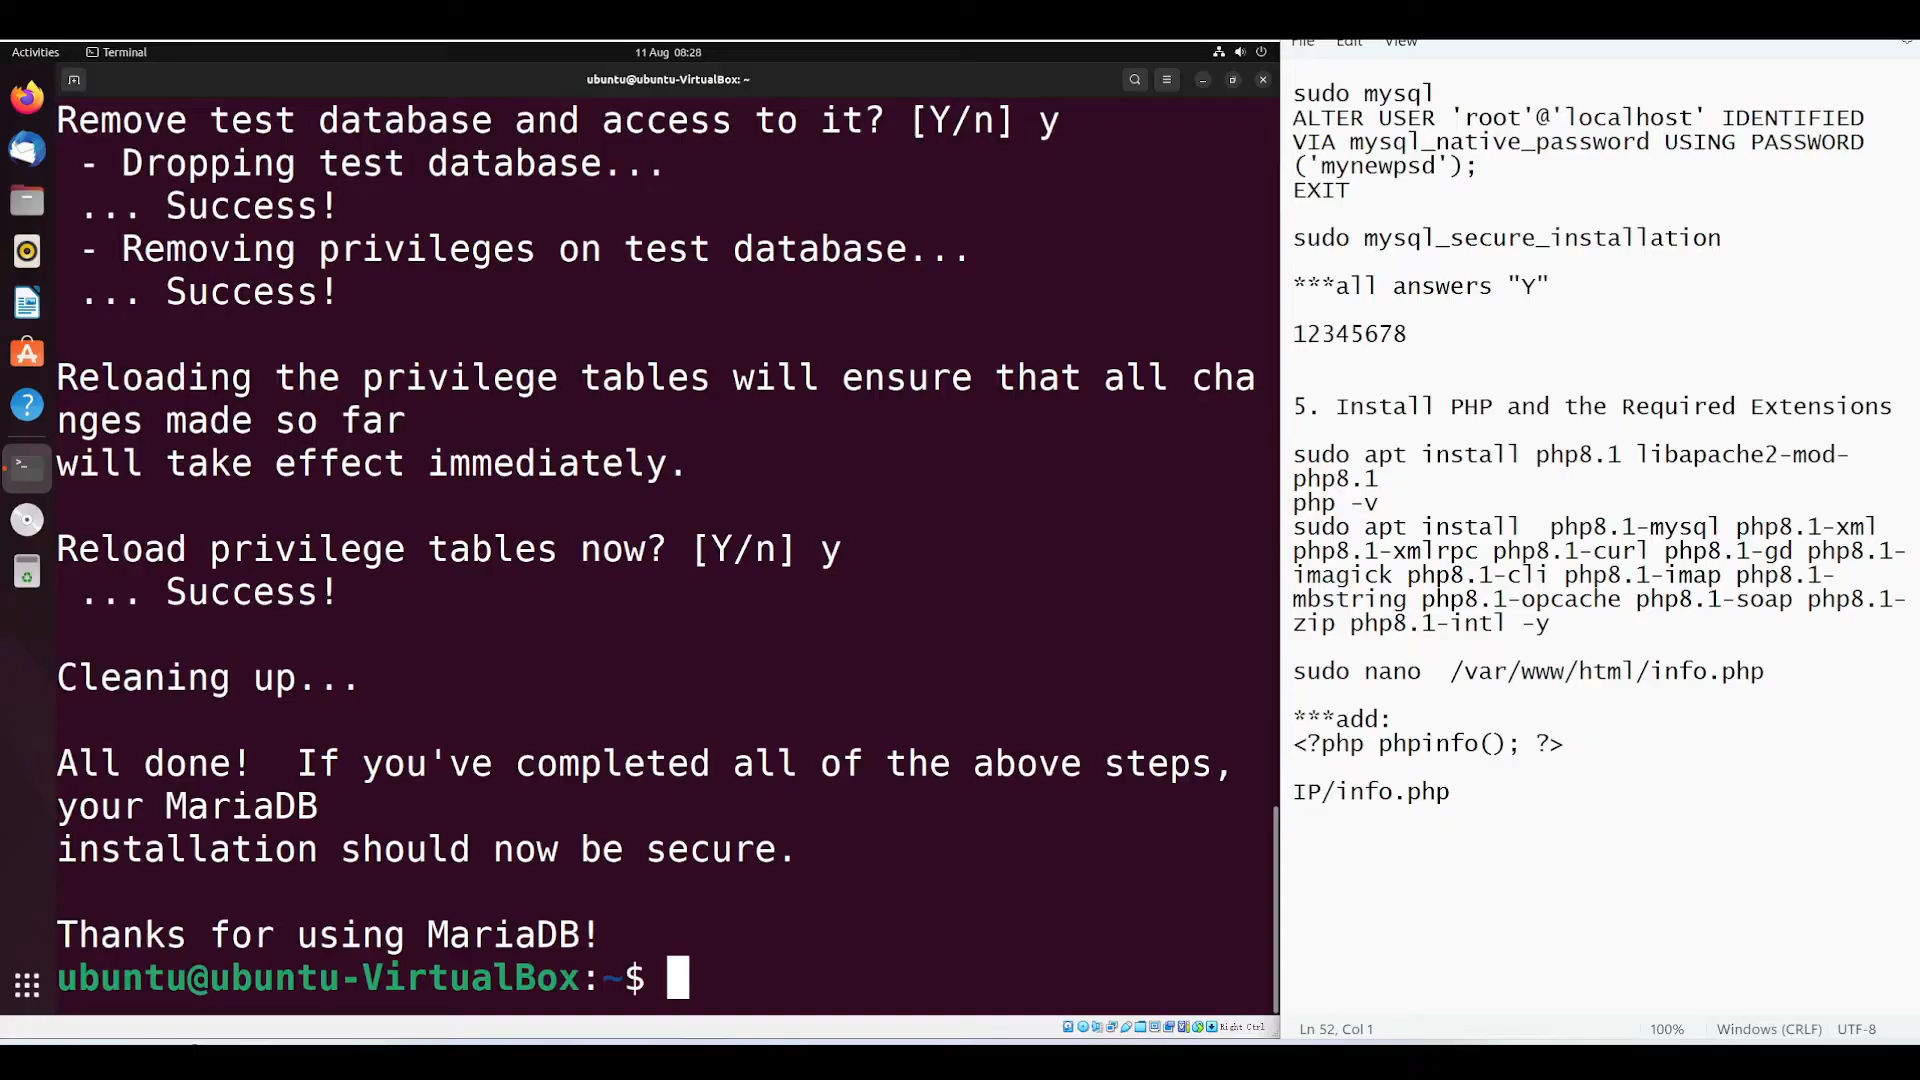 Activities
Terminal
11 Aug 08:28
ubuntu@ubuntu-VirtualBox: ~
Remove test database and access to it? [Y/n] y
- Dropping test database...
... Success!
- Removing privileges on test database...
... Success!
Reloading the privilege tables will ensure that all cha
nges made so far
will take effect immediately.
Reload privilege tables now? [Y/n] y
... Success!
Cleaning up...
All done!  If you've completed all of the above steps,
your MariaDB
installation should now be secure.
Thanks for using MariaDB!
ubuntu@ubuntu-VirtualBox:~$
Right Ctrl
File Edit View
sudo mysql
ALTER USER 'root'@'localhost' IDENTIFIED
VIA mysql_native_password USING PASSWORD
('mynewpsd');
EXIT
sudo mysql_secure_installation
***all answers "Y"
12345678
5. Install PHP and the Required Extensions
sudo apt install php8.1 libapache2-mod-
php8.1
php -v
sudo apt install  php8.1-mysql php8.1-xml
php8.1-xmlrpc php8.1-curl php8.1-gd php8.1-
imagick php8.1-cli php8.1-imap php8.1-
mbstring php8.1-opcache php8.1-soap php8.1-
zip php8.1-intl -y
sudo nano  /var/www/html/info.php
***add:
<?php phpinfo(); ?>
IP/info.php
Ln 52, Col 1
100%
Windows (CRLF)
UTF-8